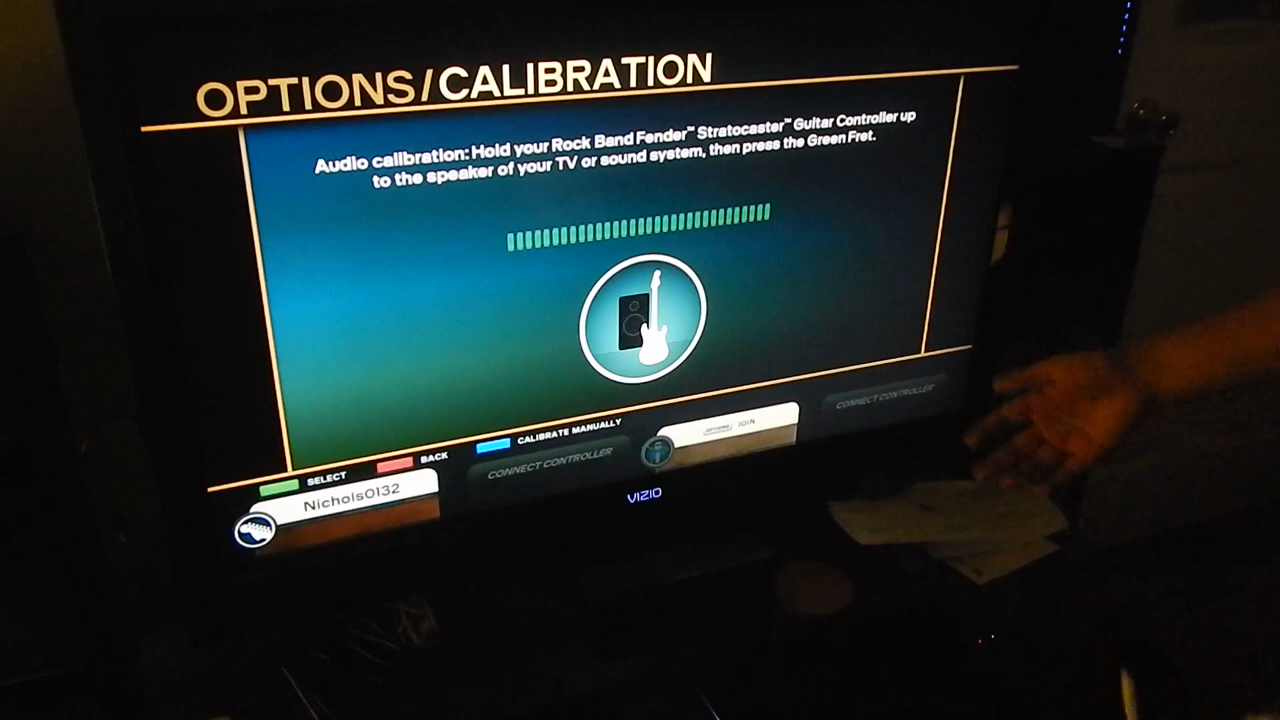 OPTIONS/CALIBRATION
Audio calibration: Hold your Rock Band Fender™ Stratocaster™ Guitar Controller up
to the speaker of your TV or sound system, then press the Green Fret.
SELECT
BACK
CALIBRATE MANUALLY
Nichols0132
CONNECT CONTROLLER
OPTIONS JOIN
CONNECT CONTROLLER
VIZIO